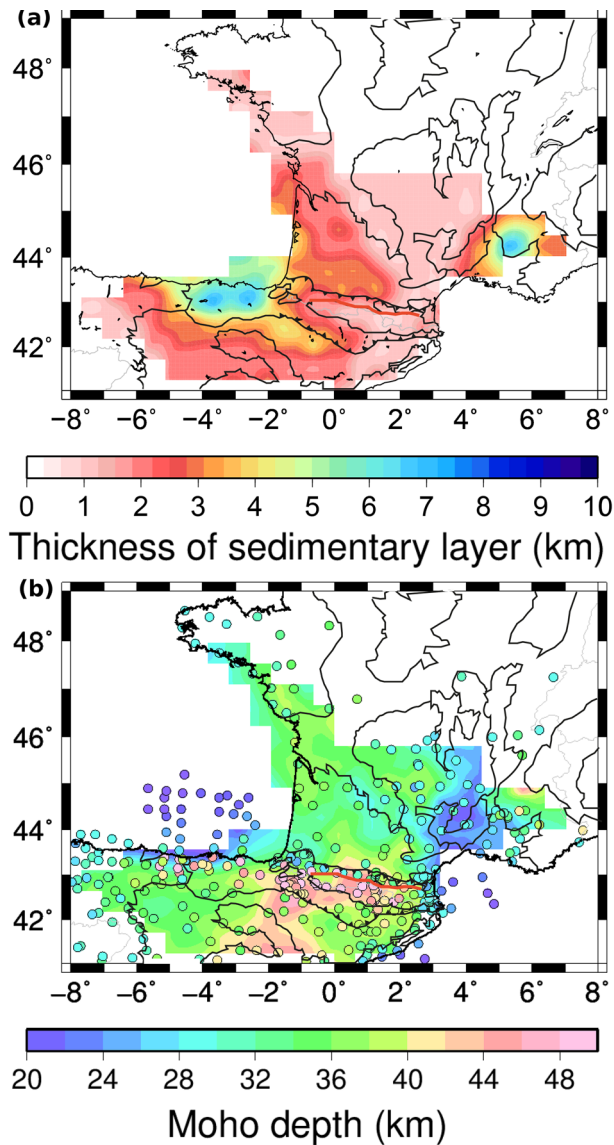 (a)
48°
46°
44°
42°
−8° −6° −4° −2° 0° 2° 4° 6° 8°
0 1 2 3 4 5 6 7 8 9 10
Thickness of sedimentary layer (km)
(b)
48°
46°
44°
42°
−8° −6° −4° −2° 0° 2° 4° 6° 8°
20 24 28 32 36 40 44 48
Moho depth (km)